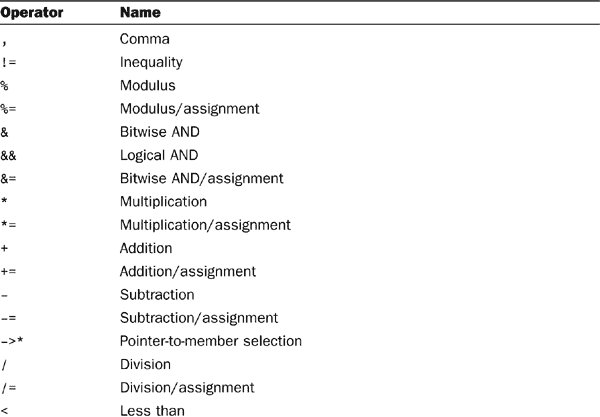 Operator Name
, Comma
!= Inequality
% Modulus
%= Modulus/assignment
& Bitwise AND
&& Logical AND
&= Bitwise AND/assignment
* Multiplication
*= Multiplication/assignment
+ Addition
+= Addition/assignment
– Subtraction
–= Subtraction/assignment
–>* Pointer-to-member selection
/ Division
/= Division/assignment
< Less than